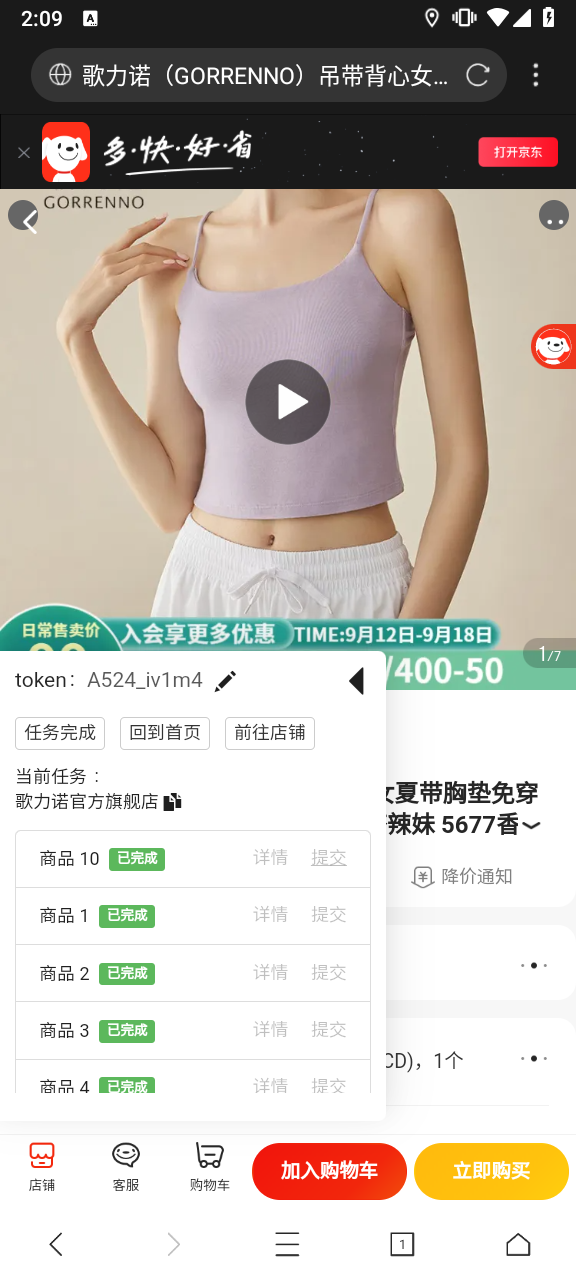 2:09
A
歌力诺（GORRENNO）吊带背心女...
多·快·好·省
打开京东
GORRENNO
日常售卖价
入会享更多优惠
TIME:9月12日-9月18日
/400-50
1/7
token： A524_iv1m4
任务完成
回到首页
前往店铺
当前任务 ：
歌力诺官方旗舰店
女夏带胸垫免穿
辣妹 5677香
降价通知
商品 10 已完成 详情 提交
商品 1 已完成 详情 提交
商品 2 已完成 详情 提交
商品 3 已完成 详情 提交
商品 4 已完成 详情 提交
CD)，1个
店铺
客服
购物车
加入购物车
立即购买
1